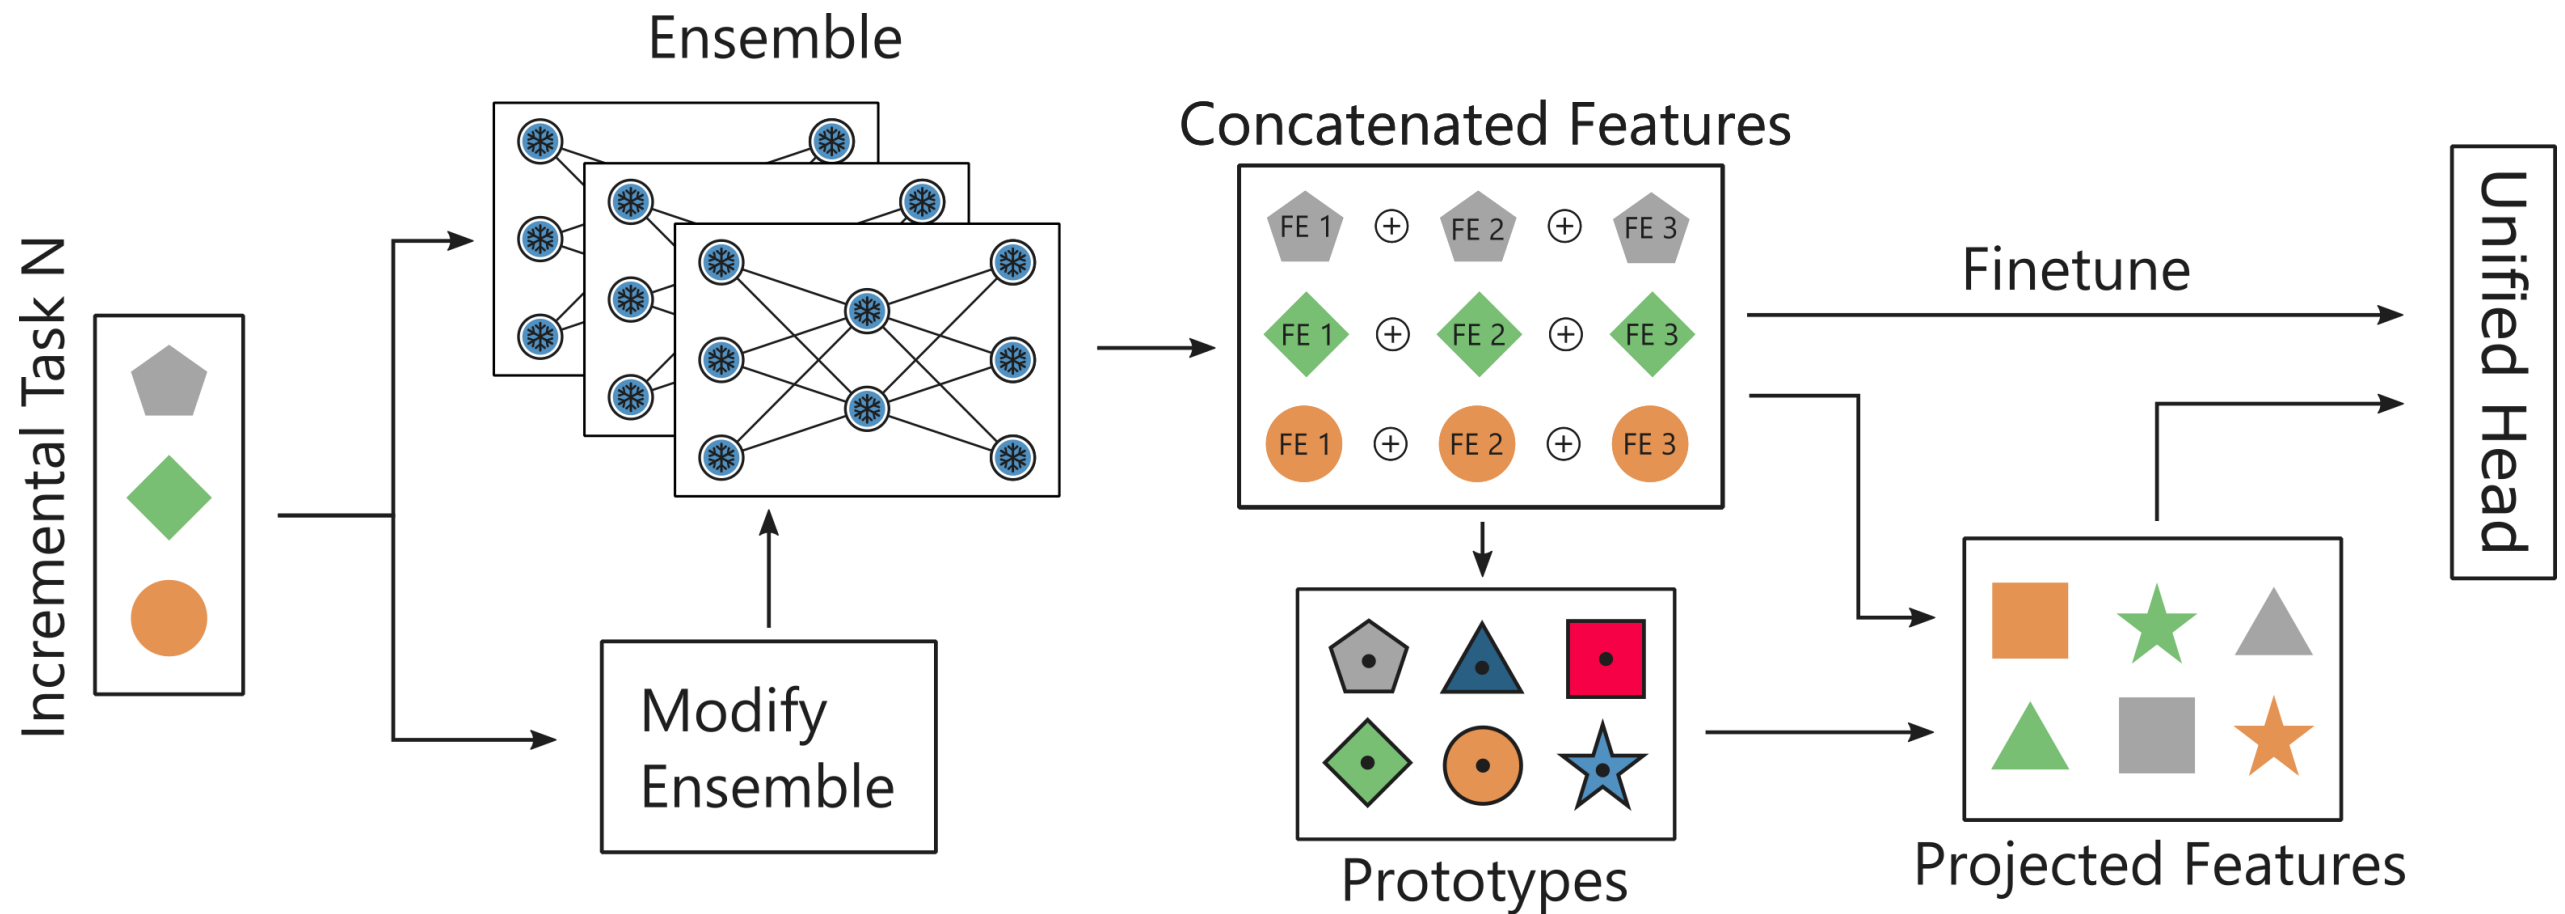 Ensemble
Concatenated Features
Incremental Task N
FE 1 + FE 2 + FE 3
FE 1 + FE 2 + FE 3
FE 1 + FE 2 + FE 3
Finetune
Unified Head
Modify
Ensemble
Prototypes
Projected Features